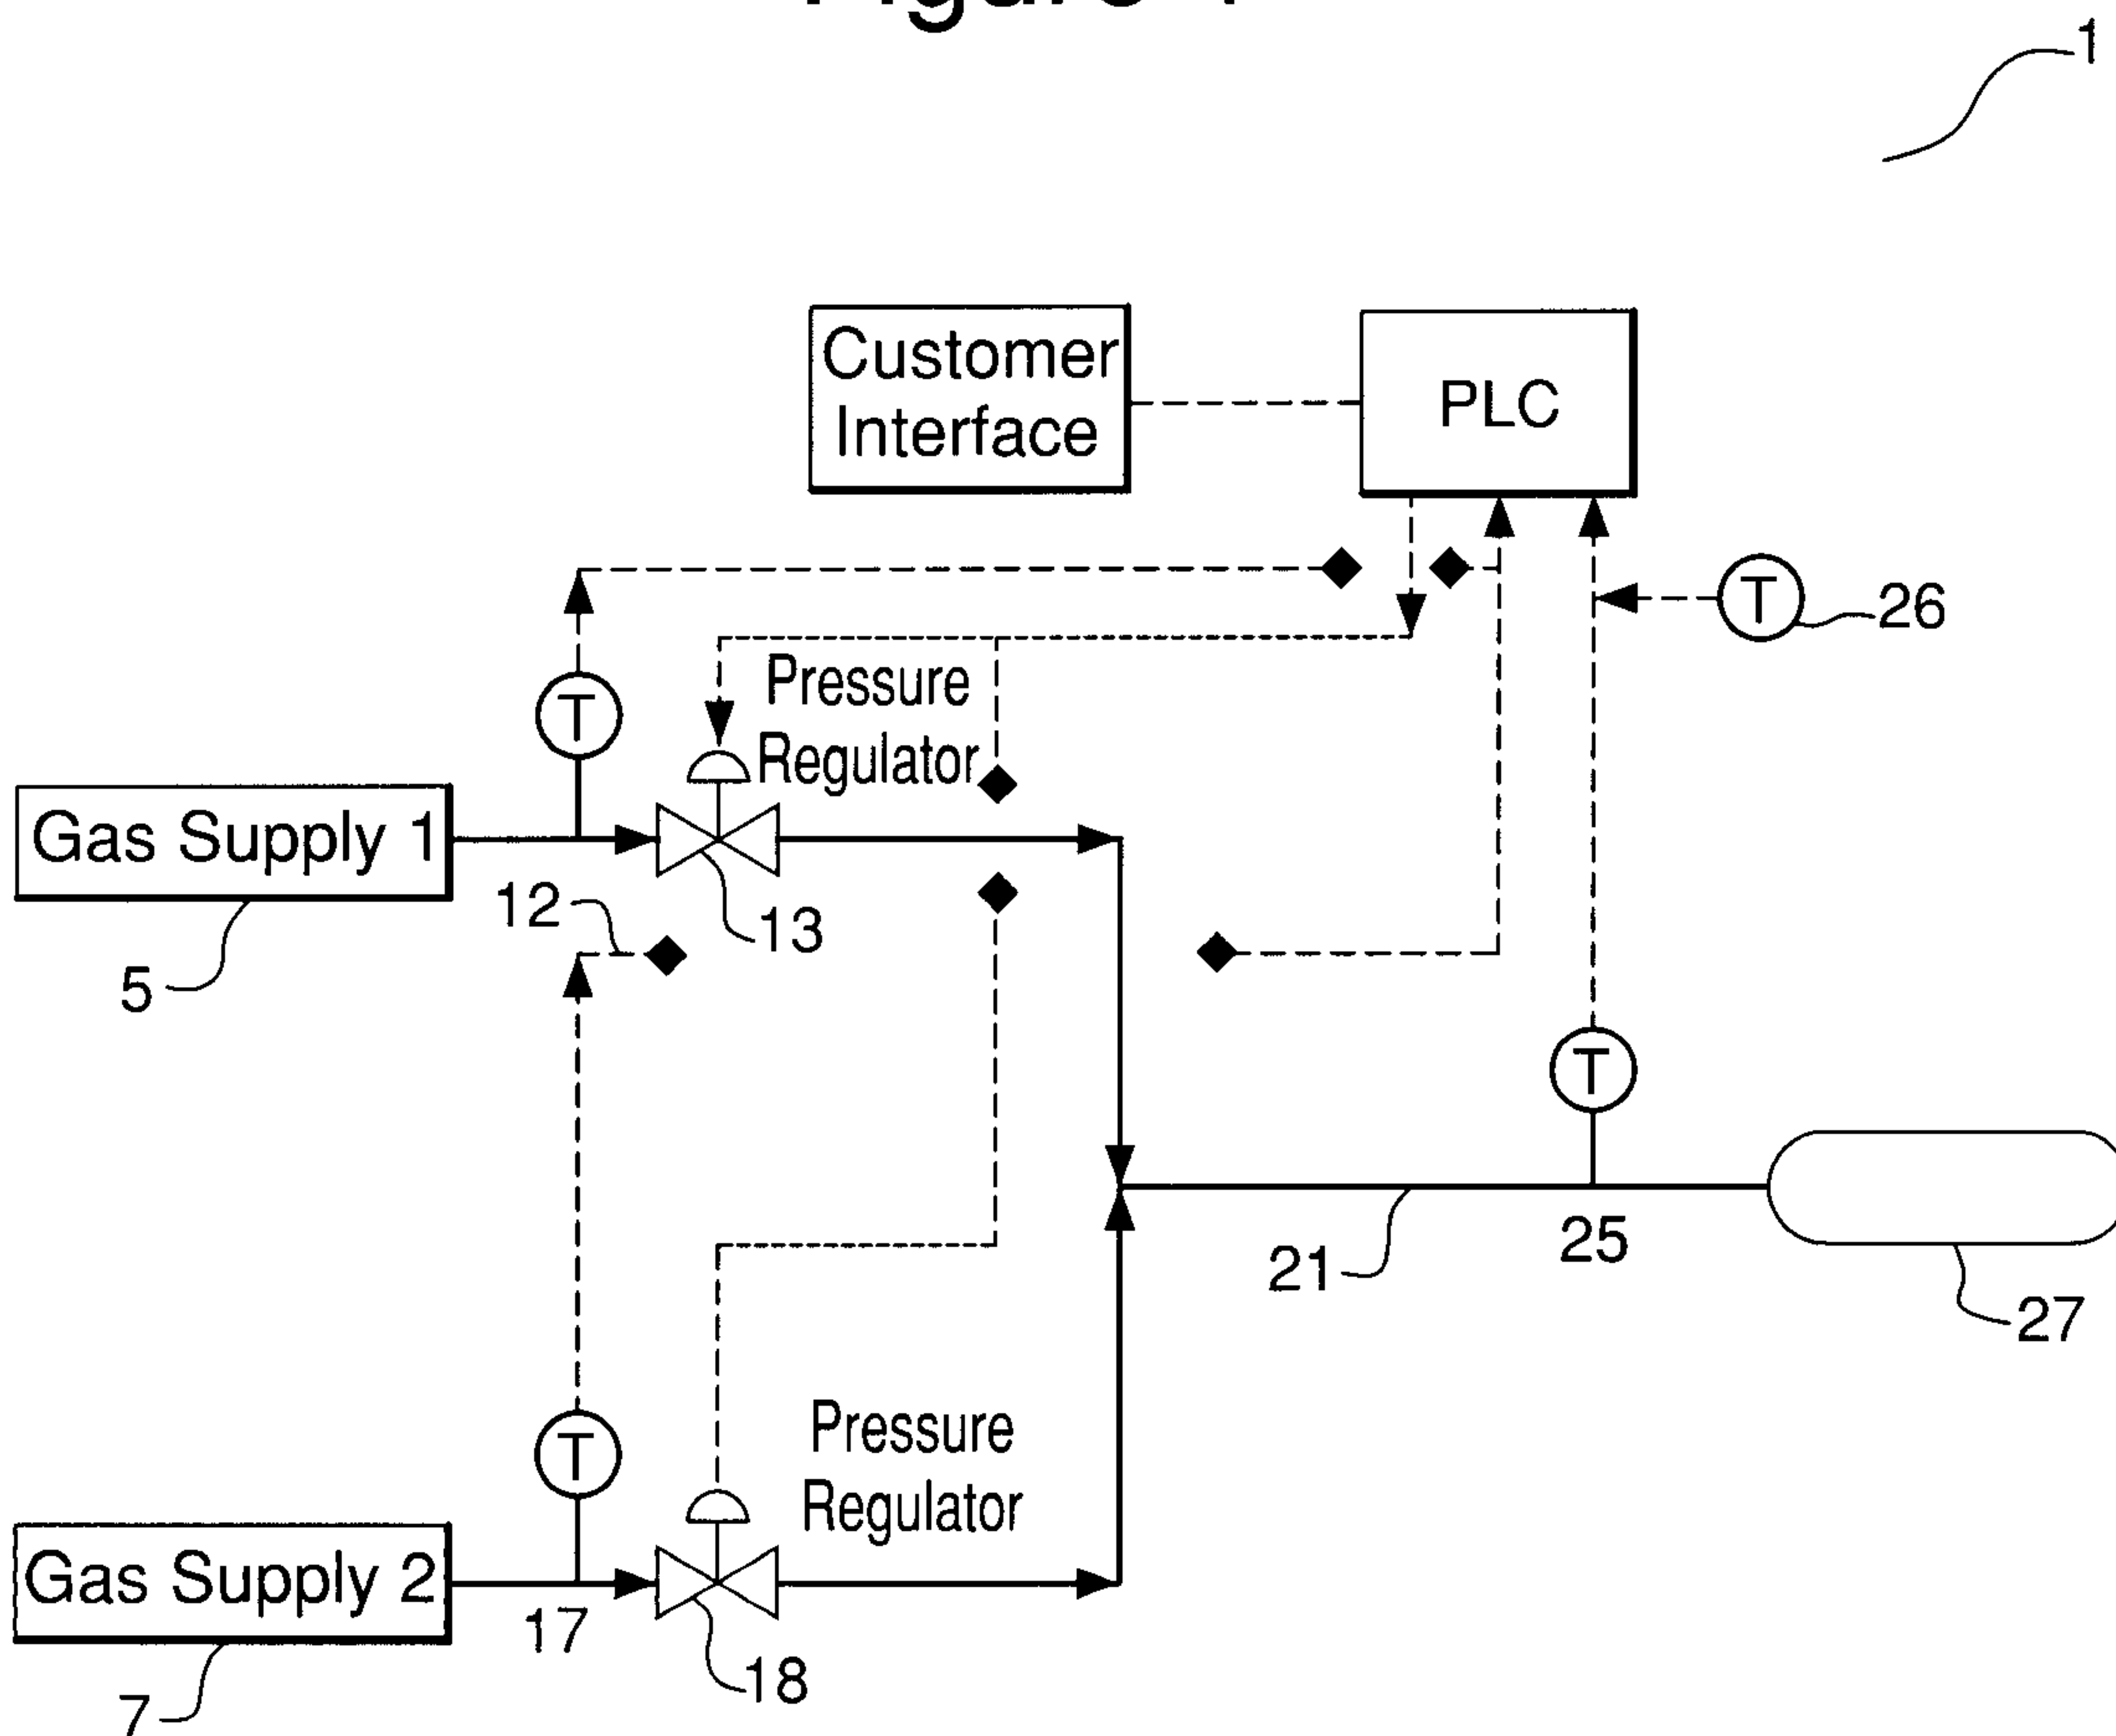 1
Customer
Interface
PLC
T
26
T
Pressure
Regulator
Gas Supply 1
12
13
5
T
25
21
27
T
Pressure
Regulator
Gas Supply 2
17
18
7